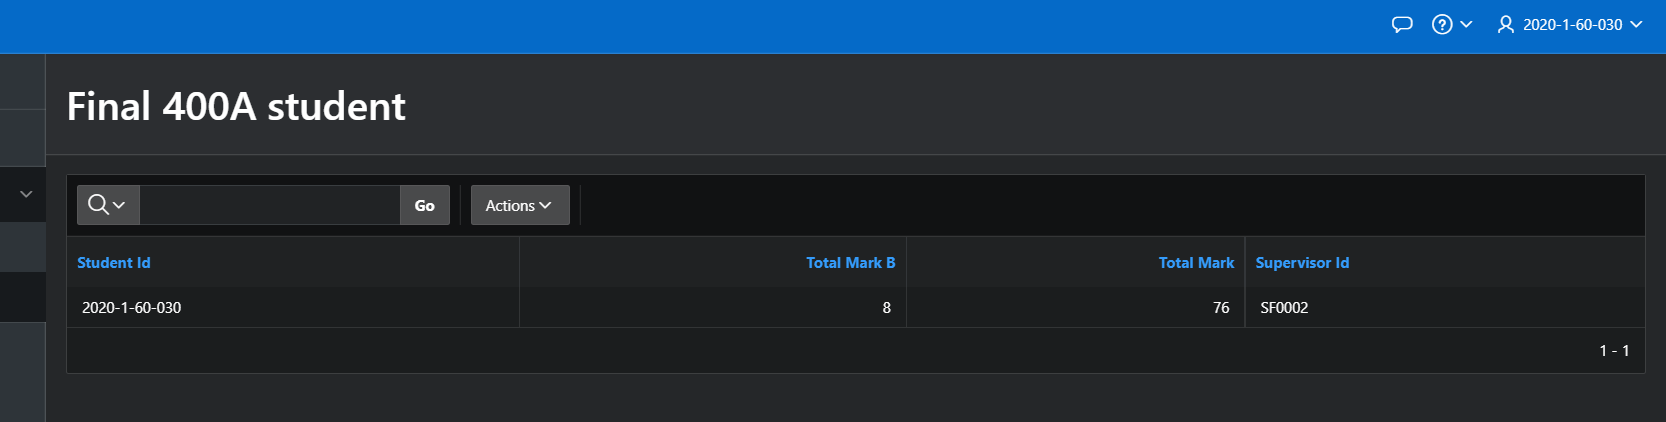 2020-1-60-030
Final 400A student
Go
Actions
Student Id Total Mark B Total Mark Supervisor Id
2020-1-60-030 8 76 SF0002
1 - 1